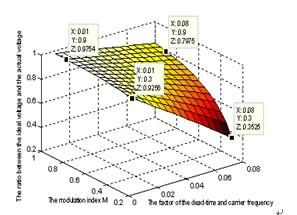 X: 0.01
Y: 0.9
Z: 0.9754
X: 0.08
Y: 0.9
Z: 0.7975
X: 0.01
Y: 0.3
Z: 0.9256
X: 0.08
Y: 0.3
Z: 0.3525
The ratio between the ideal voltage and the actual voltage
1
0.8
0.6
0.4
0.2
1
0.8
0.6
0.4
0.2
The modulation index M
0
0.02
0.04
0.06
0.08
The factor of the dead-time and carrier frequency